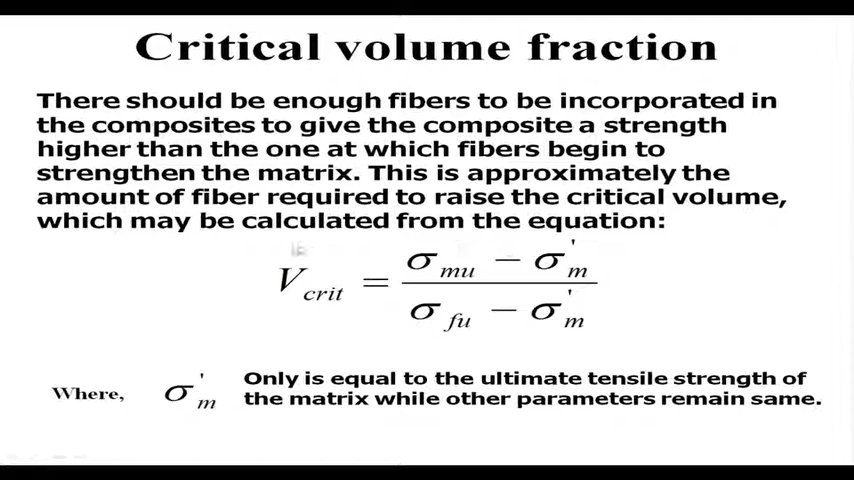 Critical volume fraction
There should be enough fibers to be incorporated in
the composites to give the composite a strength
higher than the one at which fibers begin to
strengthen the matrix. This is approximately the
amount of fiber required to raise the critical volume,
which may be calculated from the equation:
V_crit = (σ_mu − σ'_m) / (σ_fu − σ'_m)
Where, σ'_m Only is equal to the ultimate tensile strength of
the matrix while other parameters remain same.